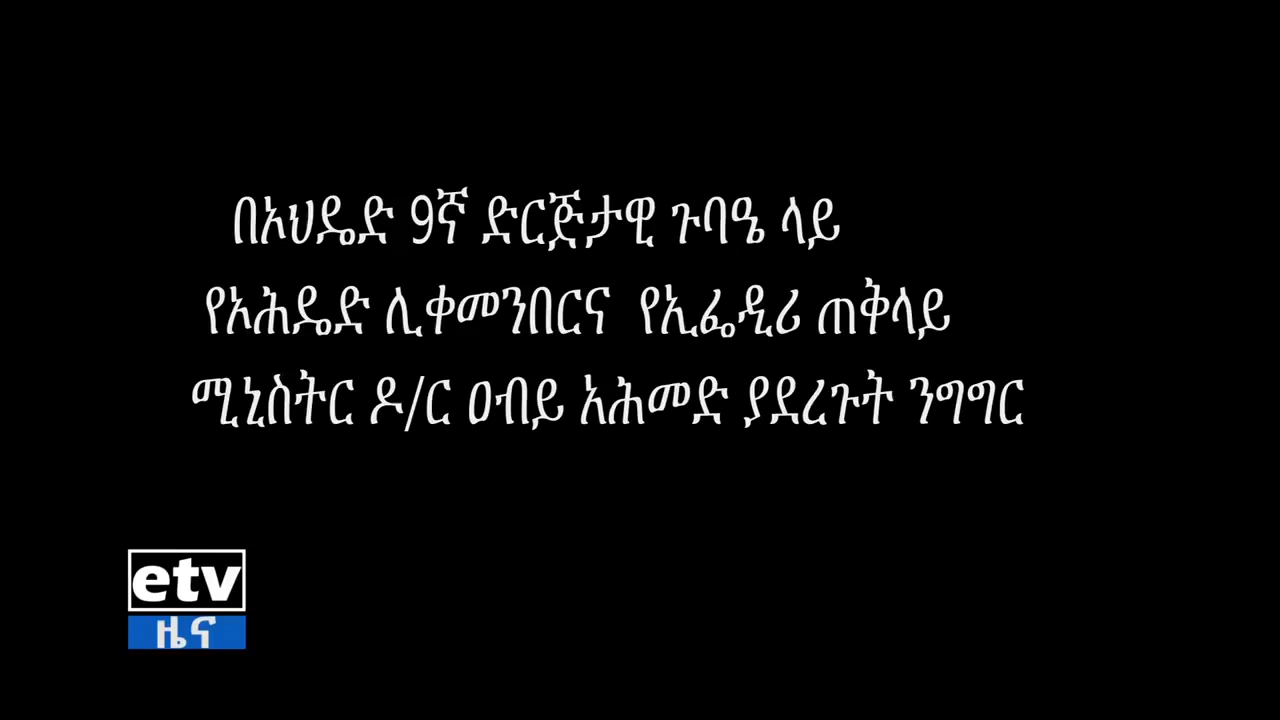 በኦህዴድ 9ኛ ድርጅታዊ ጉባዔ ላይ
የኦሕዴድ ሊቀመንበርና የኢፌዲሪ ጠቅላይ
ሚኒስትር ዶ/ር ዐብይ አሕመድ ያደረጉት ንግግር
etv
ዜና